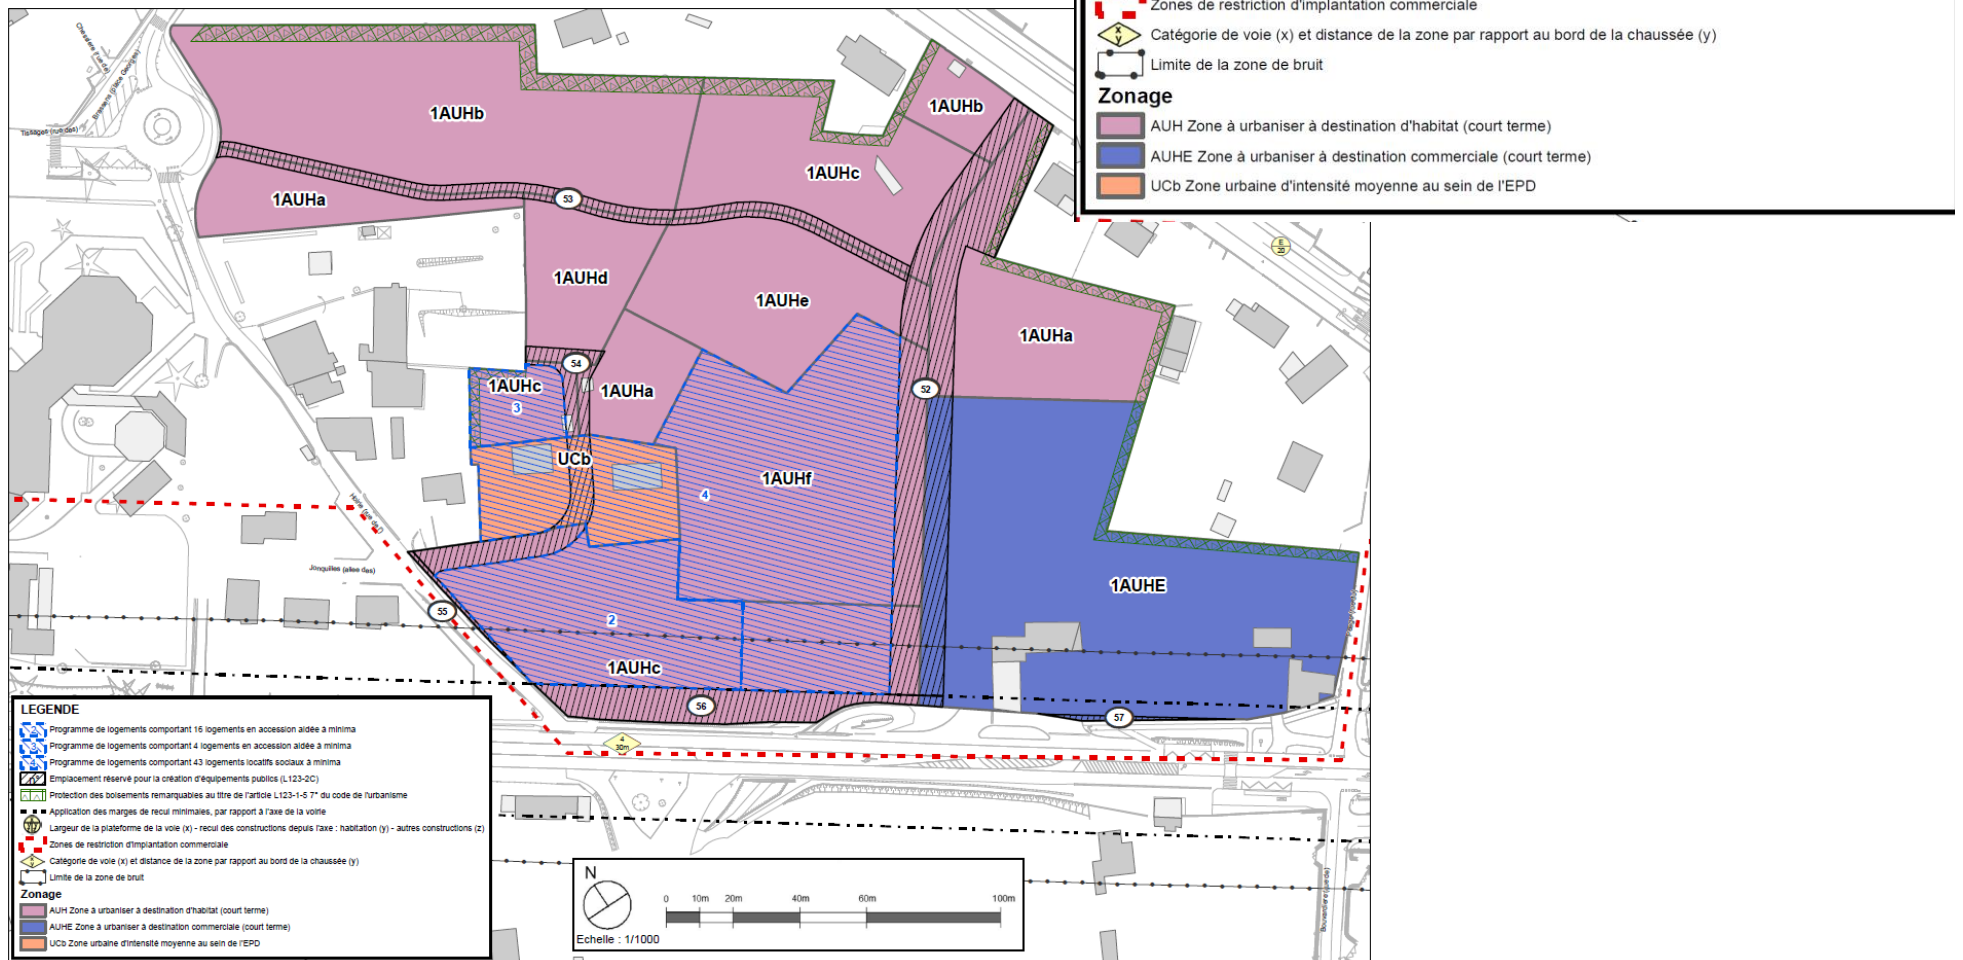 Zones de restriction d'implantation commerciale
x
y
Catégorie de voie (x) et distance de la zone par rapport au bord de la chaussée (y)
Limite de la zone de bruit
Zonage
AUH Zone à urbaniser à destination d'habitat (court terme)
AUHE Zone à urbaniser à destination commerciale (court terme)
UCb Zone urbaine d'intensité moyenne au sein de l'EPD
Tissages (rue des)
1AUHb
1AUHb
1AUHc
1AUHa
53
1AUHd
1AUHe
1AUHa
54
52
1AUHc
3
1AUHa
UCb
1AUHf
4
Jonquilles (allée des)
1AUHE
55
2
1AUHc
56
57
4
30m
E
20
LEGENDE
Programme de logements comportant 16 logements en accession aidée à minima
3
Programme de logements comportant 4 logements en accession aidée à minima
4
Programme de logements comportant 43 logements locatifs sociaux à minima
n°
Emplacement réservé pour la création d'équipements publics (L123-2C)
Protection des boisements remarquables au titre de l'article L123-1-5 7° du code de l'urbanisme
Application des marges de recul minimales, par rapport à l'axe de la voirie
Largeur de la plateforme de la voie (x) - recul des constructions depuis l'axe : habitation (y) - autres constructions (z)
Zones de restriction d'implantation commerciale
x
y
Catégorie de voie (x) et distance de la zone par rapport au bord de la chaussée (y)
Limite de la zone de bruit
Zonage
AUH Zone à urbaniser à destination d'habitat (court terme)
AUHE Zone à urbaniser à destination commerciale (court terme)
UCb Zone urbaine d'intensité moyenne au sein de l'EPD
N
0 10m 20m 40m 60m 100m
Echelle : 1/1000